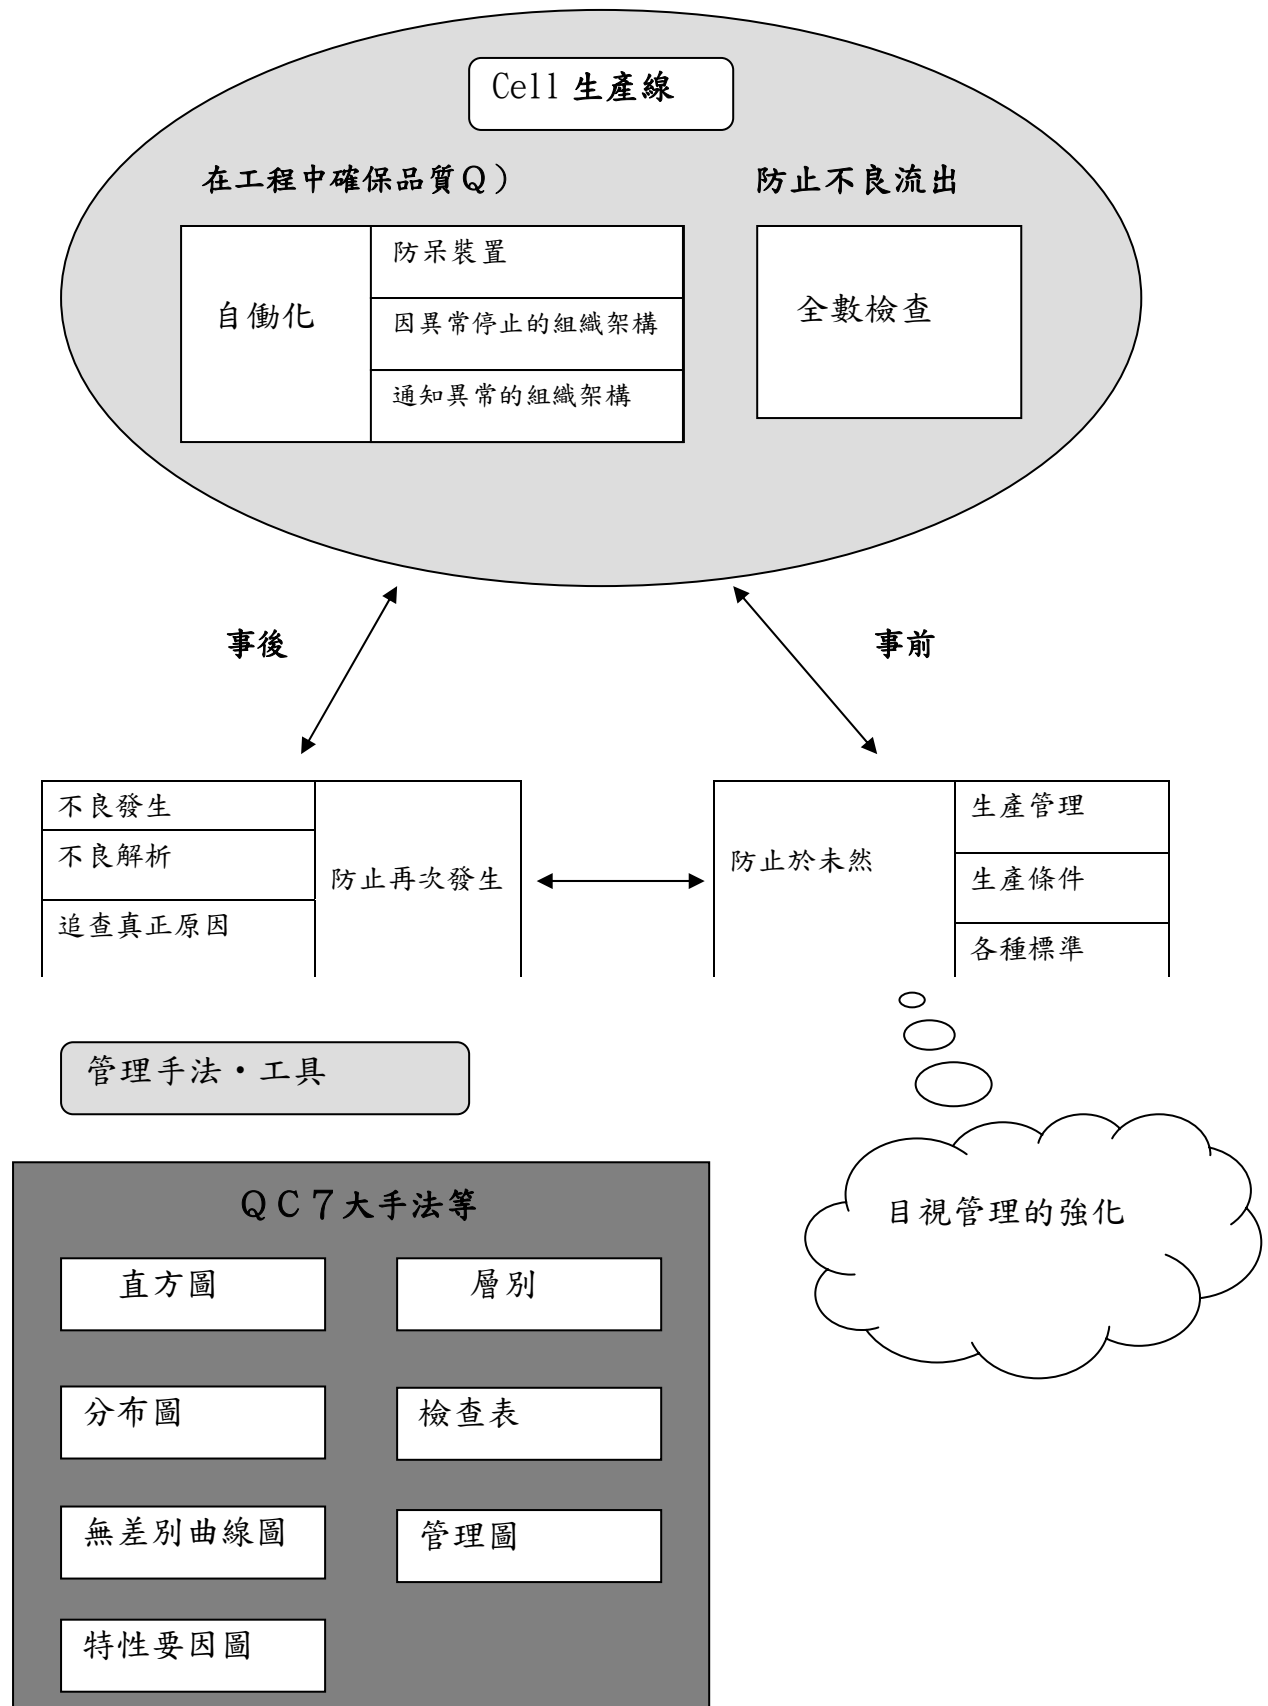 Cell 生產線
在工程中確保品質Q）
防止不良流出
自働化
防呆裝置
因異常停止的組織架構
通知異常的組織架構
全數檢查
事後
事前
不良發生
不良解析
追查真正原因
防止再次發生
防止於未然
生產管理
生產條件
各種標準
管理手法・工具
目視管理的強化
QC7大手法等
直方圖
層別
分布圖
檢查表
無差別曲線圖
管理圖
特性要因圖